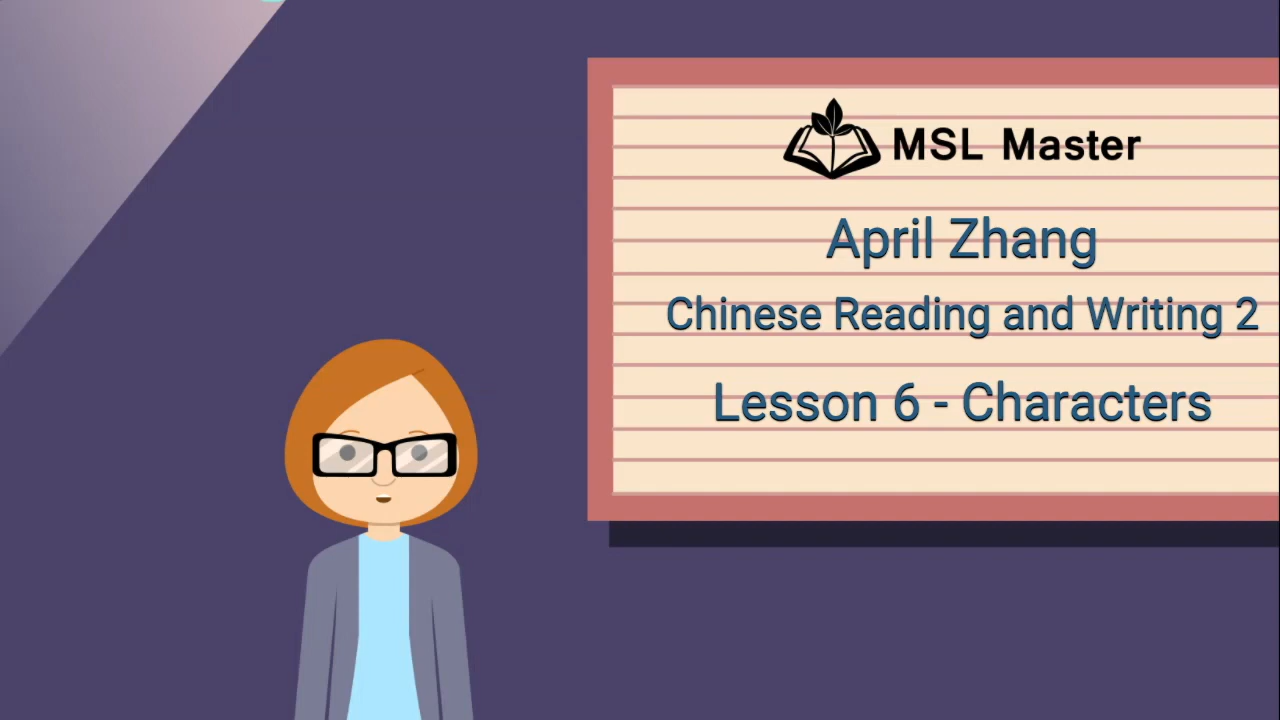 MSL Master
April Zhang
Chinese Reading and Writing 2
Lesson 6 - Characters